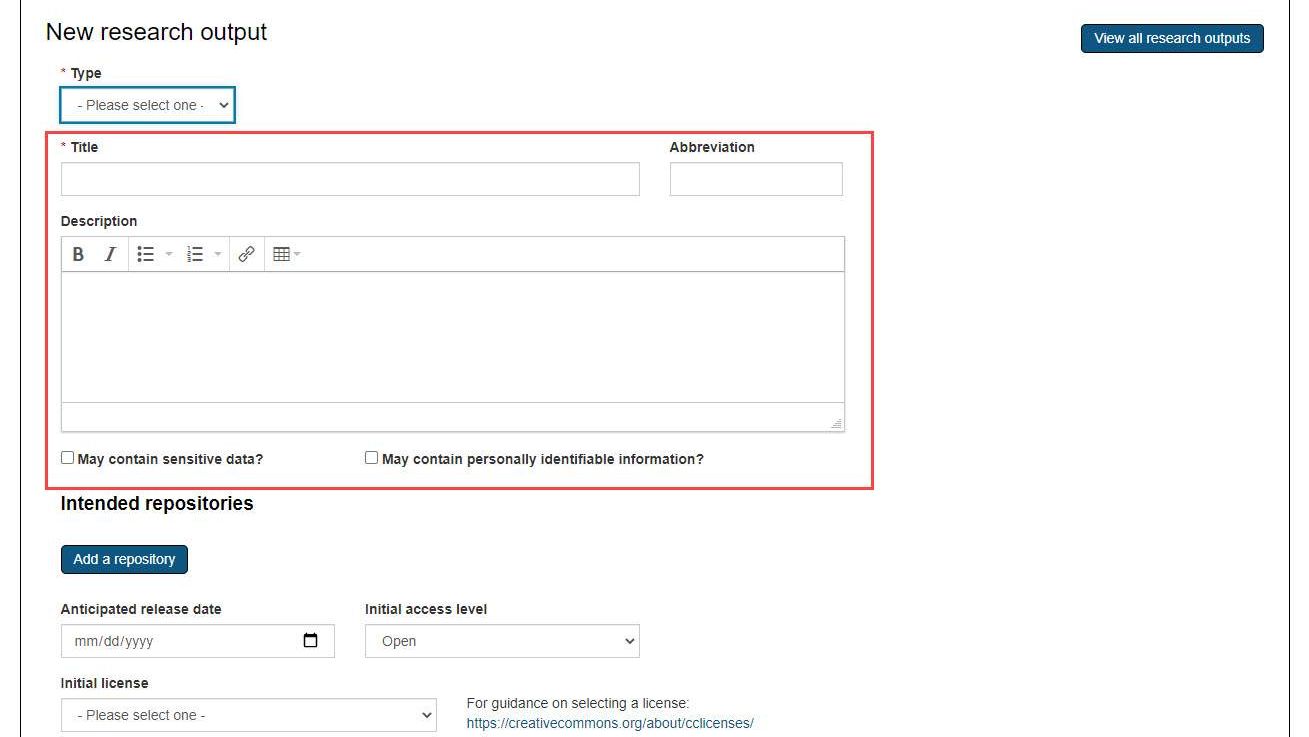 New research output
View all research outputs
* Type
- Please select one -
* Title
Abbreviation
Description
B I
May contain sensitive data?
May contain personally identifiable information?
Intended repositories
Add a repository
Anticipated release date
Initial access level
mm/dd/yyyy
Open
Initial license
- Please select one -
For guidance on selecting a license:
https://creativecommons.org/about/cclicenses/